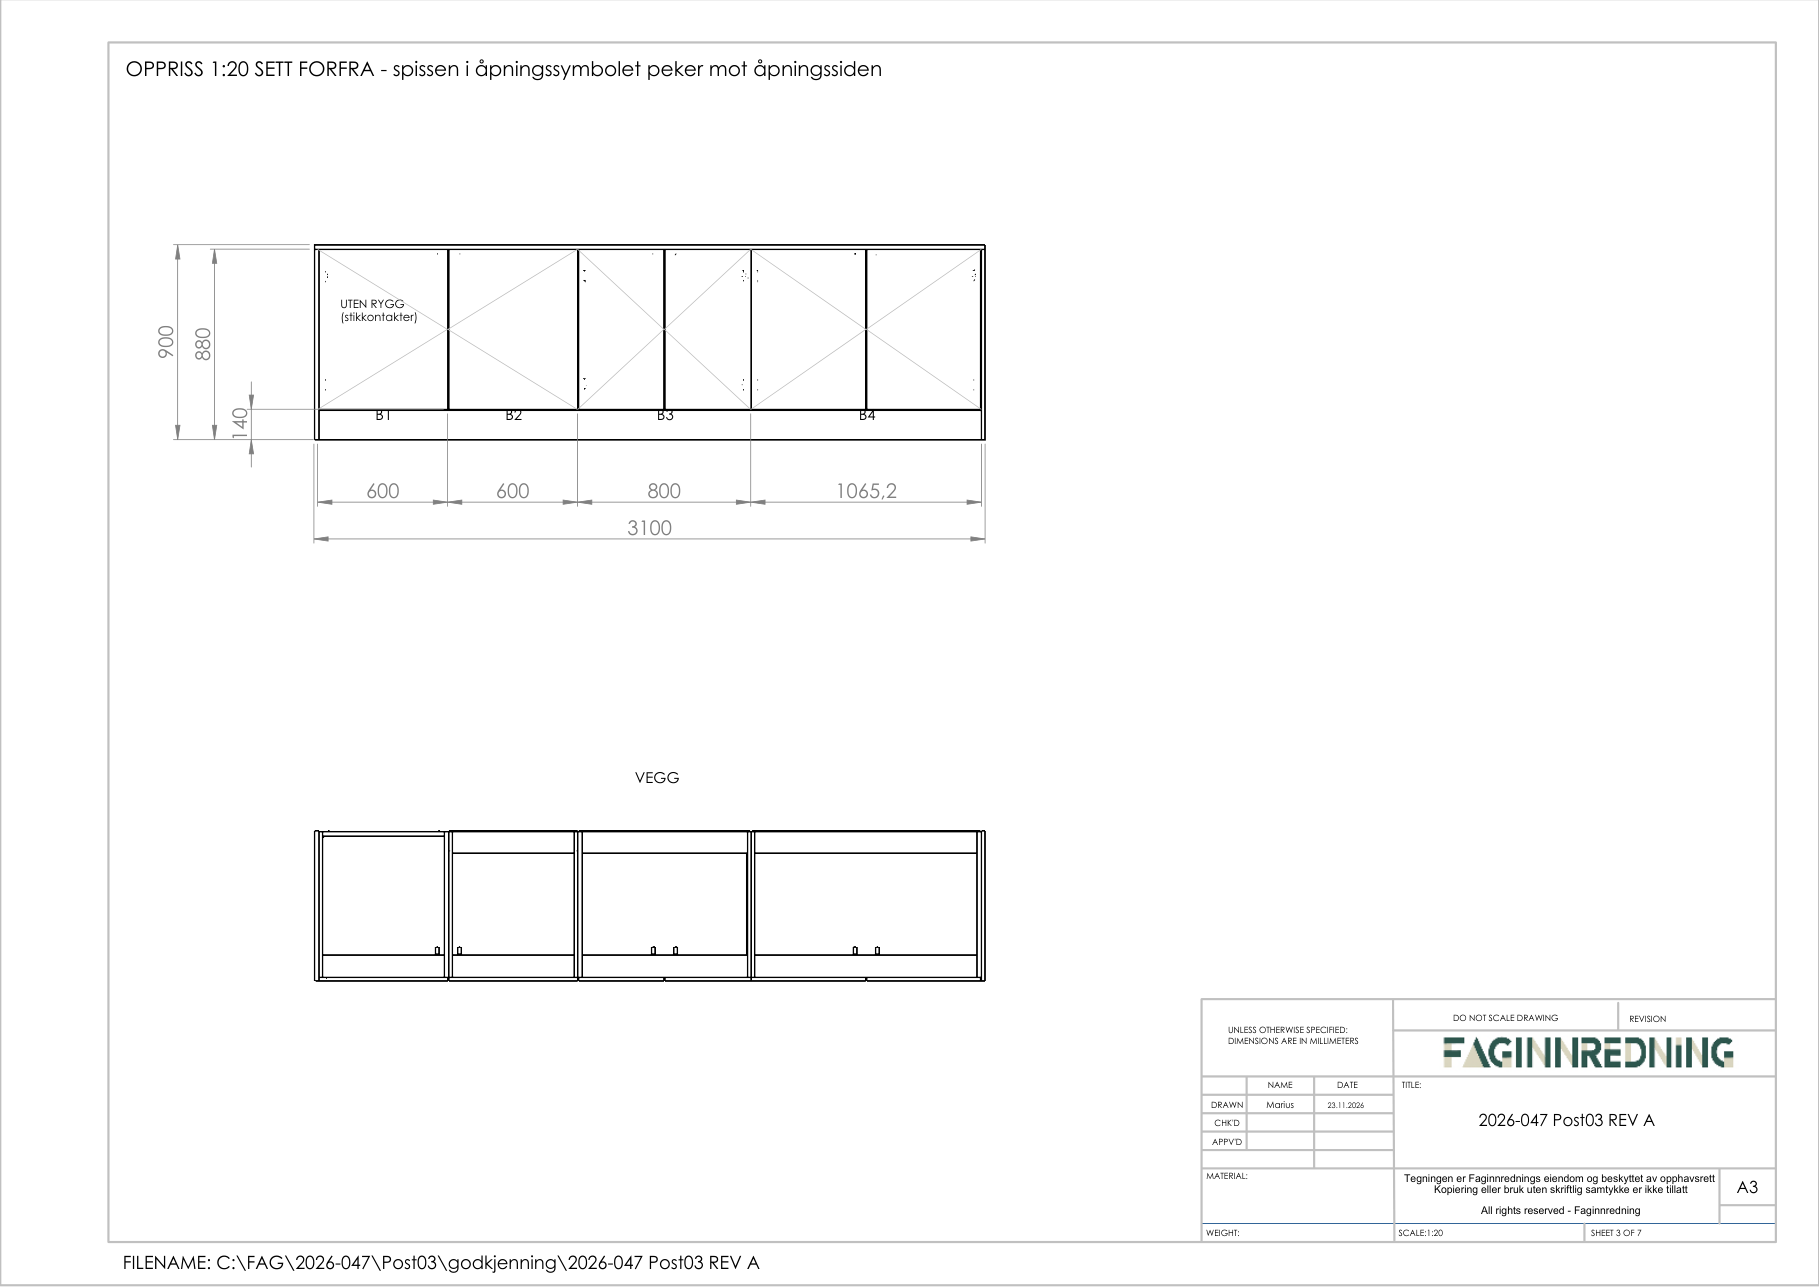 OPPRISS 1:20 SETT FORFRA - spissen i åpningssymbolet peker mot åpningssiden
UTEN RYGG
(stikkontakter)
900
880
140
B1 B2 B3 B4
600 600 800 1065,2
3100
VEGG
UNLESS OTHERWISE SPECIFIED:
DIMENSIONS ARE IN MILLIMETERS
DO NOT SCALE DRAWING
REVISION
FAGINNREDNING
NAME DATE
DRAWN Marius 23.11.2026
CHK'D
APPV'D
TITLE:
2026-047 Post03 REV A
MATERIAL:
Tegningen er Faginnrednings eiendom og beskyttet av opphavsrett
Kopiering eller bruk uten skriftlig samtykke er ikke tillatt
All rights reserved - Faginnredning
A3
WEIGHT:
SCALE:1:20
SHEET 3 OF 7
FILENAME: C:\FAG\2026-047\Post03\godkjenning\2026-047 Post03 REV A